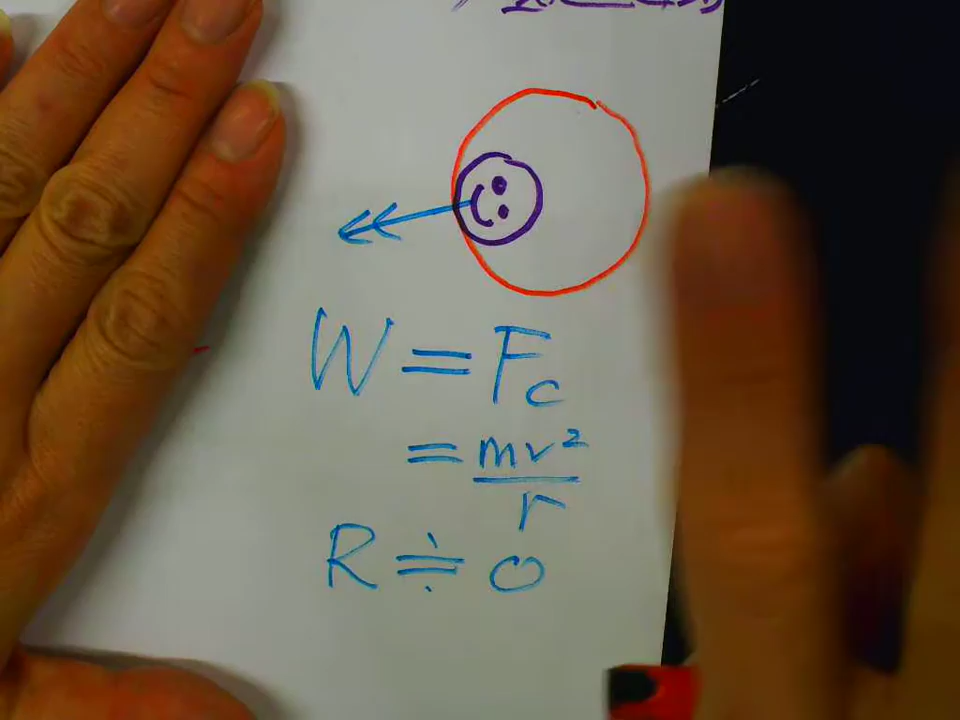 W = Fc
= mv²/r
R ≑ 0